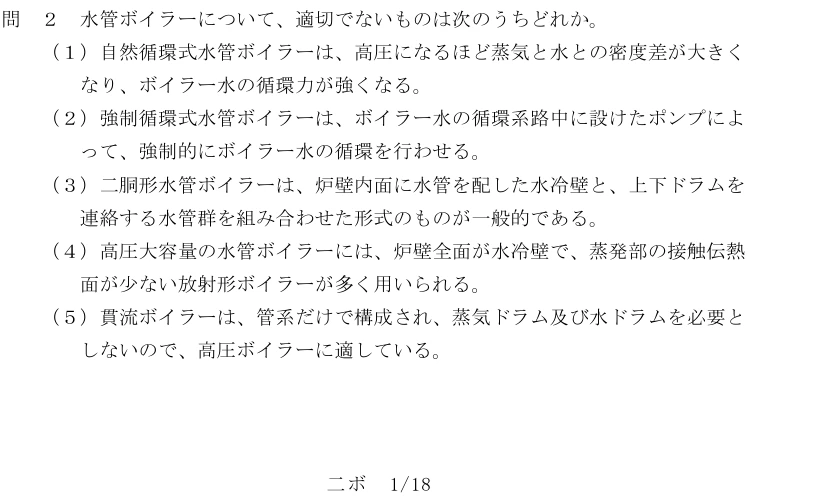 問　２　水管ボイラーについて、適切でないものは次のうちどれか。
（１）自然循環式水管ボイラーは、高圧になるほど蒸気と水との密度差が大きく
なり、ボイラー水の循環力が強くなる。
（２）強制循環式水管ボイラーは、ボイラー水の循環系路中に設けたポンプによ
って、強制的にボイラー水の循環を行わせる。
（３）二胴形水管ボイラーは、炉壁内面に水管を配した水冷壁と、上下ドラムを
連絡する水管群を組み合わせた形式のものが一般的である。
（４）高圧大容量の水管ボイラーには、炉壁全面が水冷壁で、蒸発部の接触伝熱
面が少ない放射形ボイラーが多く用いられる。
（５）貫流ボイラーは、管系だけで構成され、蒸気ドラム及び水ドラムを必要と
しないので、高圧ボイラーに適している。
二ボ　1/18